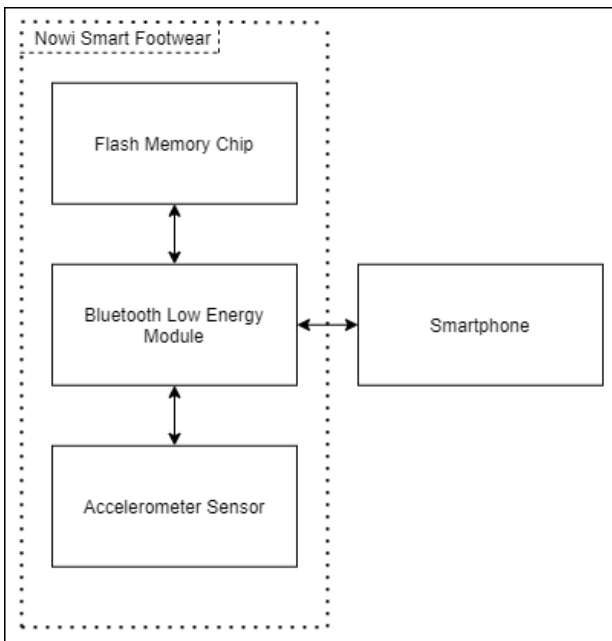 Nowi Smart Footwear
Flash Memory Chip
Bluetooth Low Energy
Module
Smartphone
Accelerometer Sensor